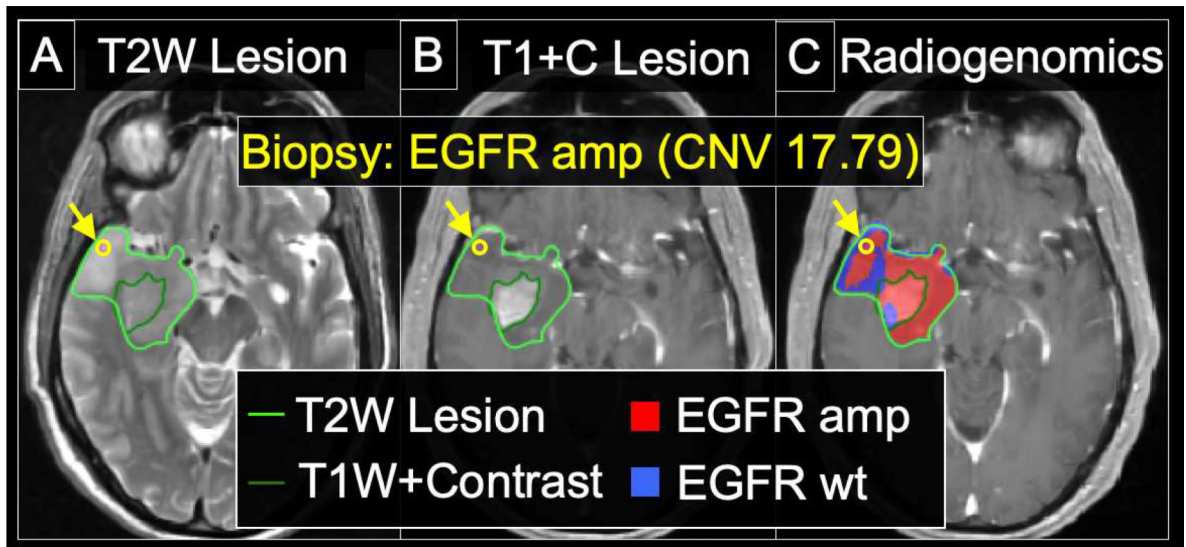 A T2W Lesion
B T1+C Lesion
C Radiogenomics
Biopsy: EGFR amp (CNV 17.79)
T2W Lesion
EGFR amp
T1W+Contrast
EGFR wt